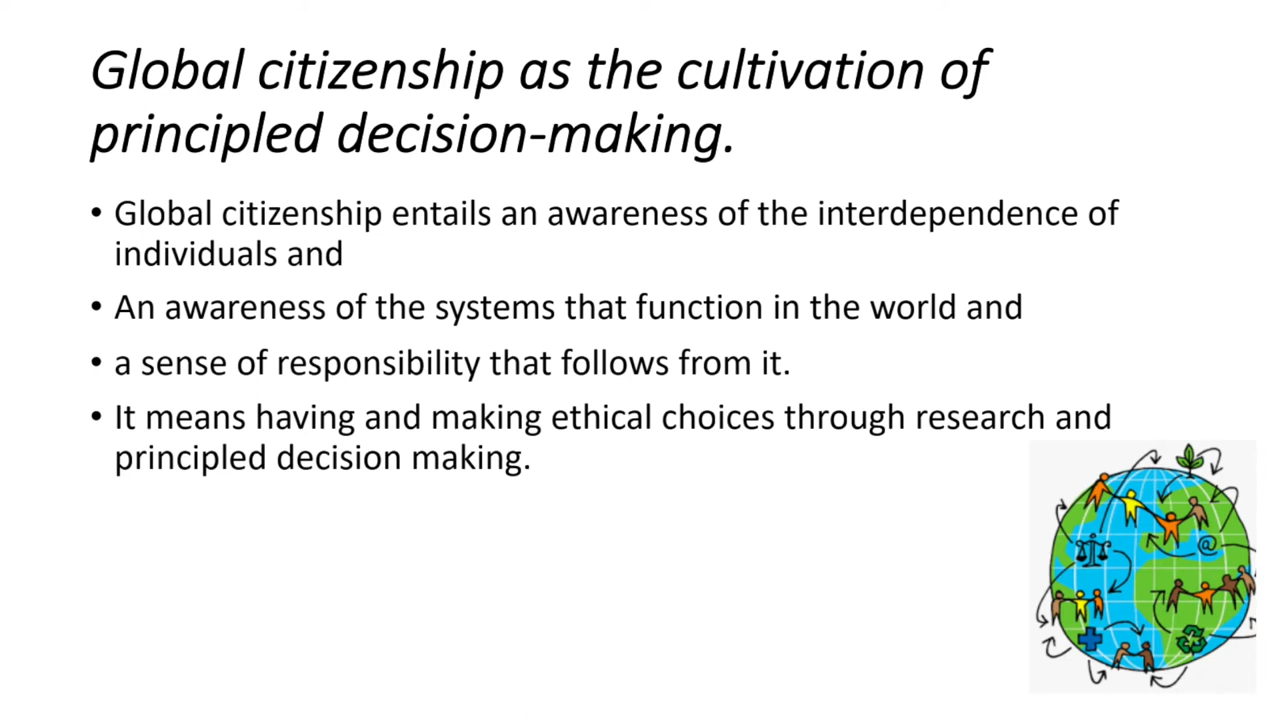 Global citizenship as the cultivation of
principled decision-making.
• Global citizenship entails an awareness of the interdependence of
individuals and
• An awareness of the systems that function in the world and
• a sense of responsibility that follows from it.
• It means having and making ethical choices through research and
principled decision making.
@